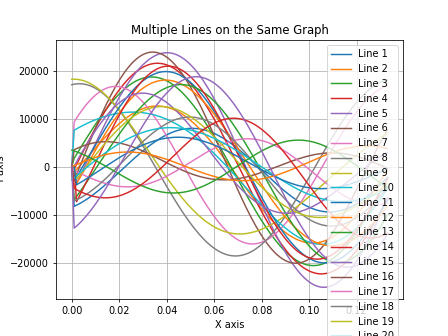 Multiple Lines on the Same Graph
20000
10000
0
−10000
−20000
0.00 0.02 0.04 0.06 0.08 0.10
X axis
Line 1
Line 2
Line 3
Line 4
Line 5
Line 6
Line 7
Line 8
Line 9
Line 10
Line 11
Line 12
Line 13
Line 14
Line 15
Line 16
Line 17
Line 18
Line 19
Line 20